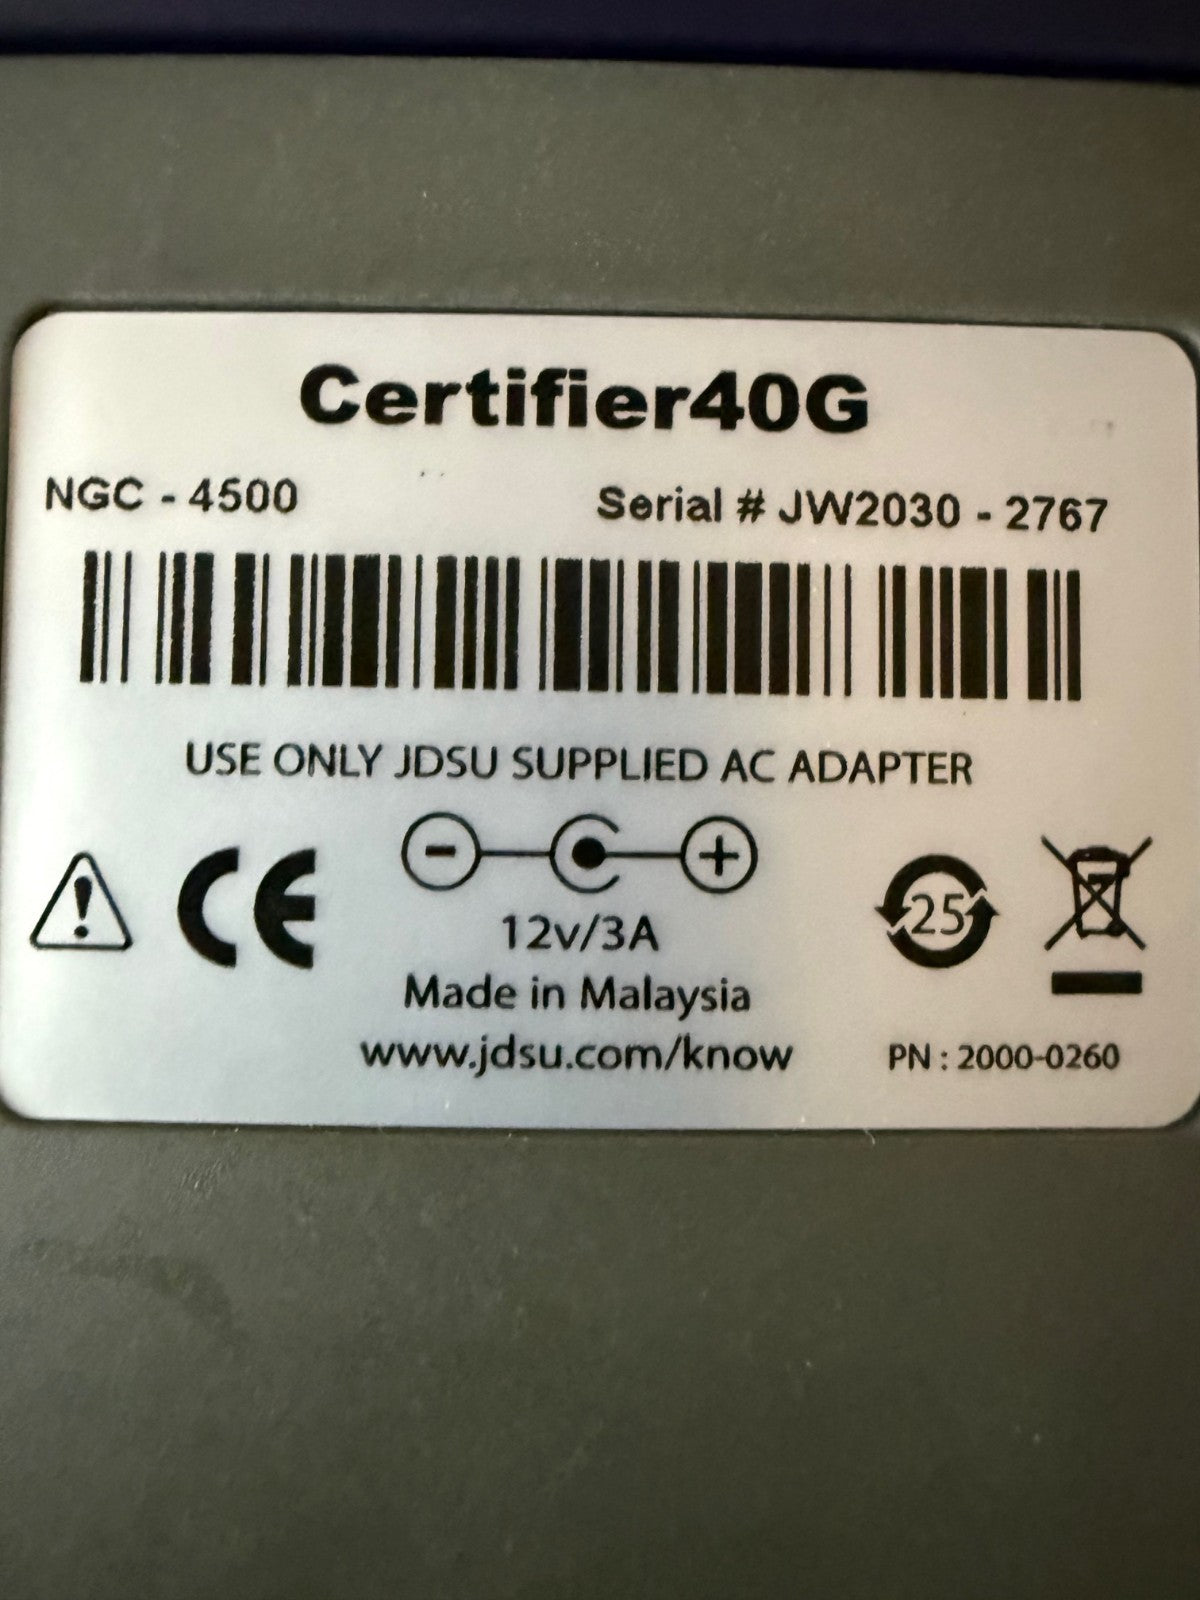 Certifier40G
NGC - 4500
Serial # JW2030 - 2767
USE ONLY JDSU SUPPLIED AC ADAPTER
12v/3A
25
Made in Malaysia
www.jdsu.com/know
PN : 2000-0260